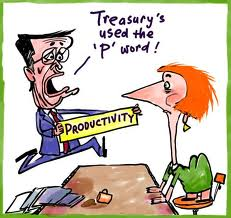 Treasury's
used the
'P' word!
PRODUCTIVITY